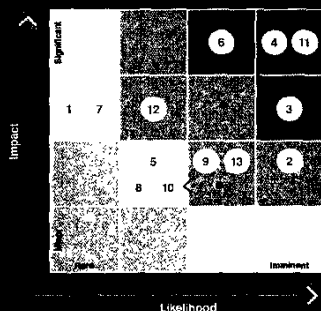 Significant
6 4 11
1 7 12 3
Impact
5 9 13 2
8 10
Imminent
Likelihood